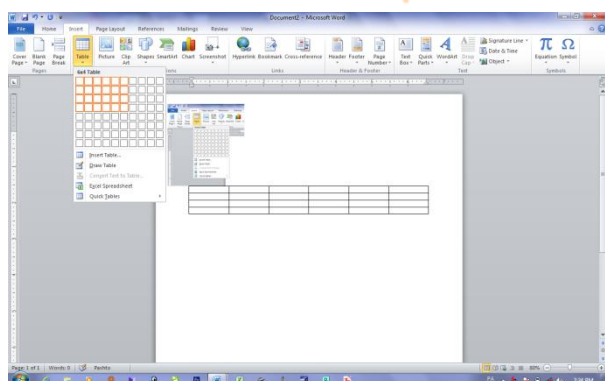 Document2 - Microsoft Word
File Home Insert Page Layout References Mailings Review View
Cover Page Blank Page Page Break Table Picture Clip Art Shapes SmartArt Chart Screenshot Hyperlink Bookmark Cross-reference Header Footer Page Number Text Box Quick Parts WordArt Drop Cap Signature Line Date & Time Object Equation Symbol
Pages Links Header & Footer Text Symbols
6x4 Table
Insert Table...
Draw Table
Convert Text to Table...
Excel Spreadsheet
Quick Tables
Page: 1 of 1 Words: 0 Pashto 80%